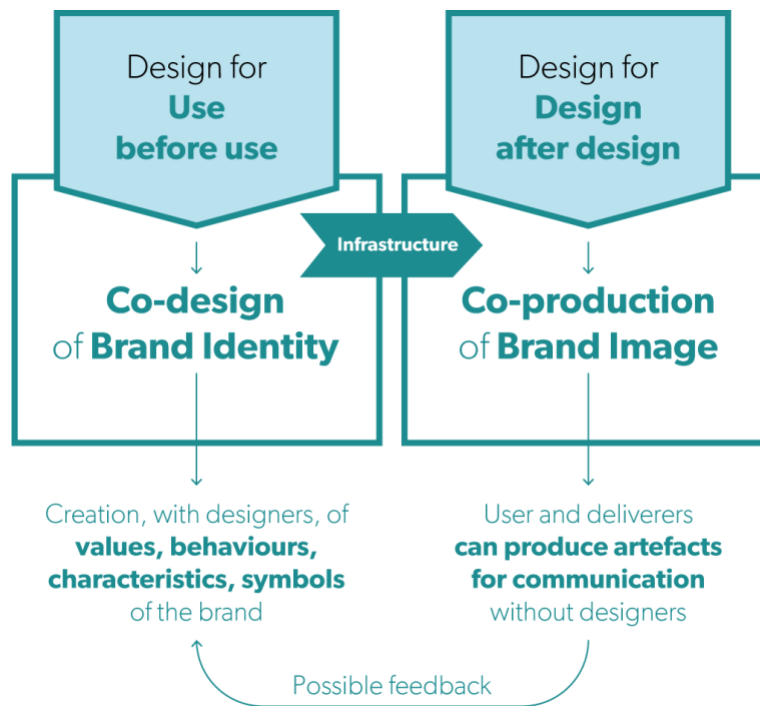 Design for
Use
before use
Design for
Design
after design
Infrastructure
Co-design
of Brand Identity
Co-production
of Brand Image
Creation, with designers, of
values, behaviours,
characteristics, symbols
of the brand
User and deliverers
can produce artefacts
for communication
without designers
Possible feedback